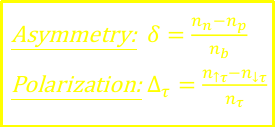 Asymmetry: δ = (n_n − n_p) / n_b
Polarization: Δ_τ = (n_↑τ − n_↓τ) / n_τ